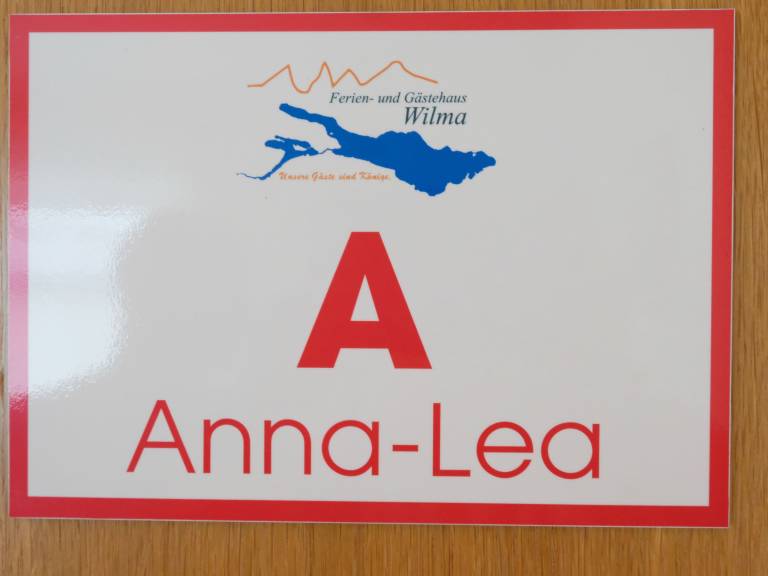 Ferien- und Gästehaus
Wilma
Unsere Gäste sind Könige.
A
Anna-Lea